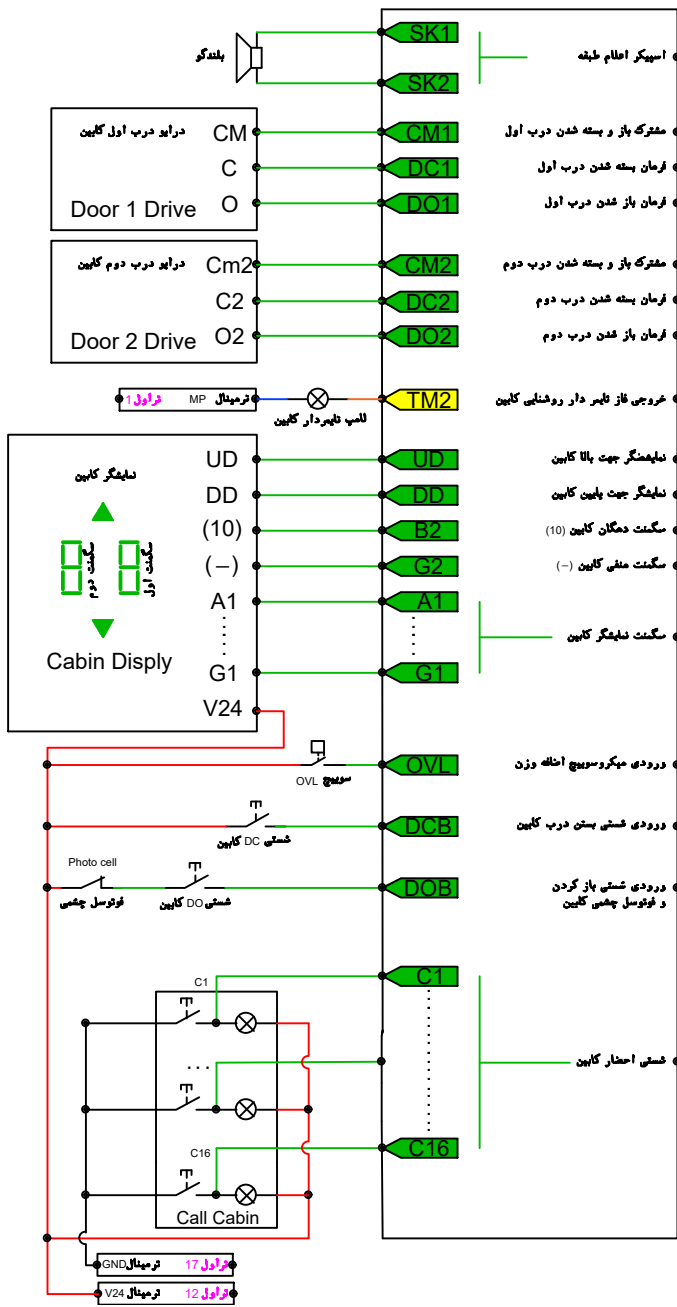 SK1
بلندگو
اسپیکر اعلام طبقه
SK2
درایو درب اول کابین
CM
CM1
مشترک باز و بسته شدن درب اول
C
DC1
فرمان بسته شدن درب اول
Door 1 Drive
O
DO1
فرمان باز شدن درب اول
درایو درب دوم کابین
Cm2
CM2
مشترک باز و بسته شدن درب دوم
C2
DC2
فرمان بسته شدن درب دوم
Door 2 Drive
O2
DO2
فرمان باز شدن درب دوم
تراول 1
ترمینال MP
TM2
خروجی فاز تایمر دار روشنایی کابین
لامپ تایمردار کابین
نمایشگر کابین
UD
UD
نمایشگر جهت بالا کابین
DD
DD
نمایشگر جهت پایین کابین
(10)
B2
سگمنت دهگان کابین (10)
سگمنت دوم
سگمنت اول
(–)
G2
سگمنت منفی کابین (–)
A1
A1
سگمنت نمایشگر کابین
Cabin Disply
G1
G1
V24
سوییچ OVL
OVL
ورودی میکروسوییچ اضافه وزن
شستی DC کابین
DCB
ورودی شستی بستن درب کابین
Photo cell
فوتوسل چشمی
شستی DO کابین
DOB
ورودی شستی باز کردن
و فوتوسل چشمی کابین
C1
C1
...
شستی احضار کابین
C16
C16
Call Cabin
ترمینال GND
تراول 17
ترمینال V24
تراول 12